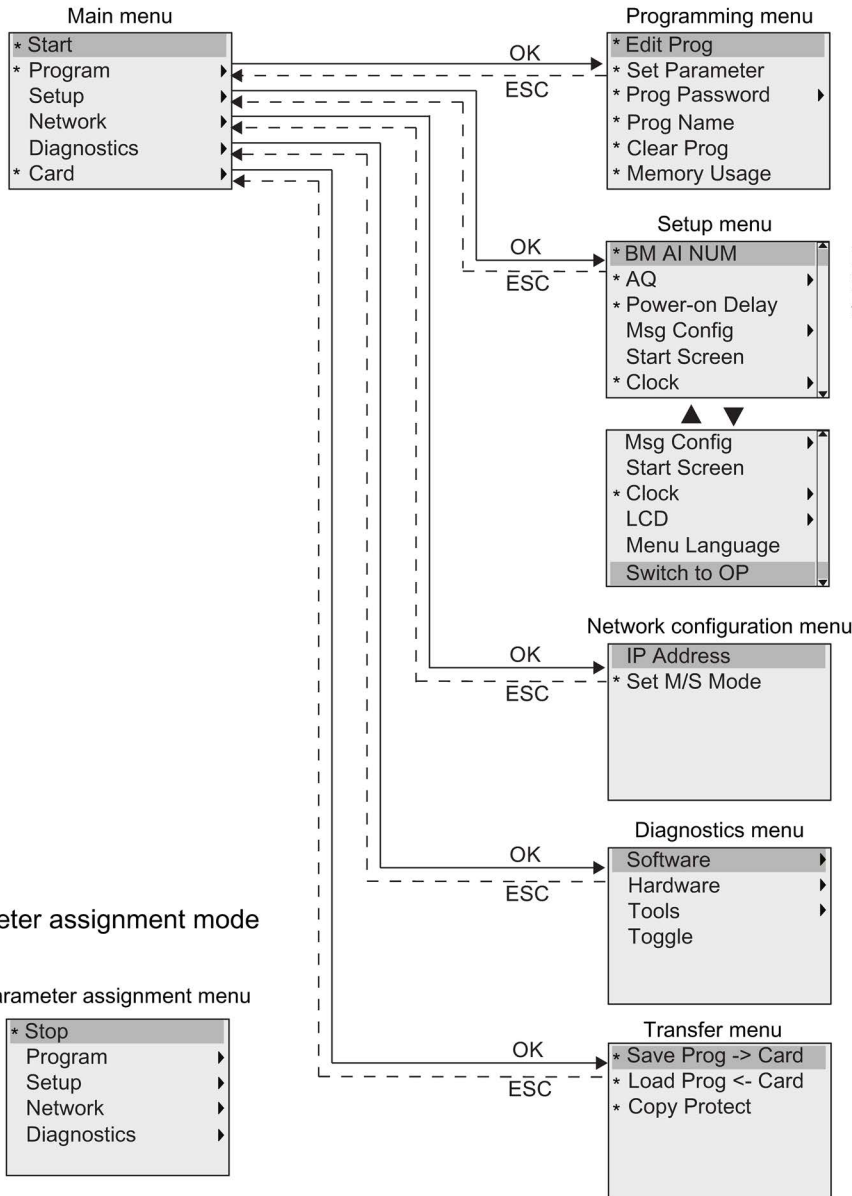 Main menu
* Start
* Program
Setup
Network
Diagnostics
* Card
OK
ESC
Programming menu
* Edit Prog
* Set Parameter
* Prog Password
* Prog Name
* Clear Prog
* Memory Usage
OK
ESC
Setup menu
* BM AI NUM
* AQ
* Power-on Delay
Msg Config
Start Screen
* Clock
Msg Config
Start Screen
* Clock
LCD
Menu Language
Switch to OP
OK
ESC
Network configuration menu
IP Address
* Set M/S Mode
OK
ESC
Diagnostics menu
Software
Hardware
Tools
Toggle
assignment mode
assignment menu
* Stop
Program
Setup
Network
Diagnostics
OK
ESC
Transfer menu
* Save Prog -> Card
* Load Prog <- Card
* Copy Protect